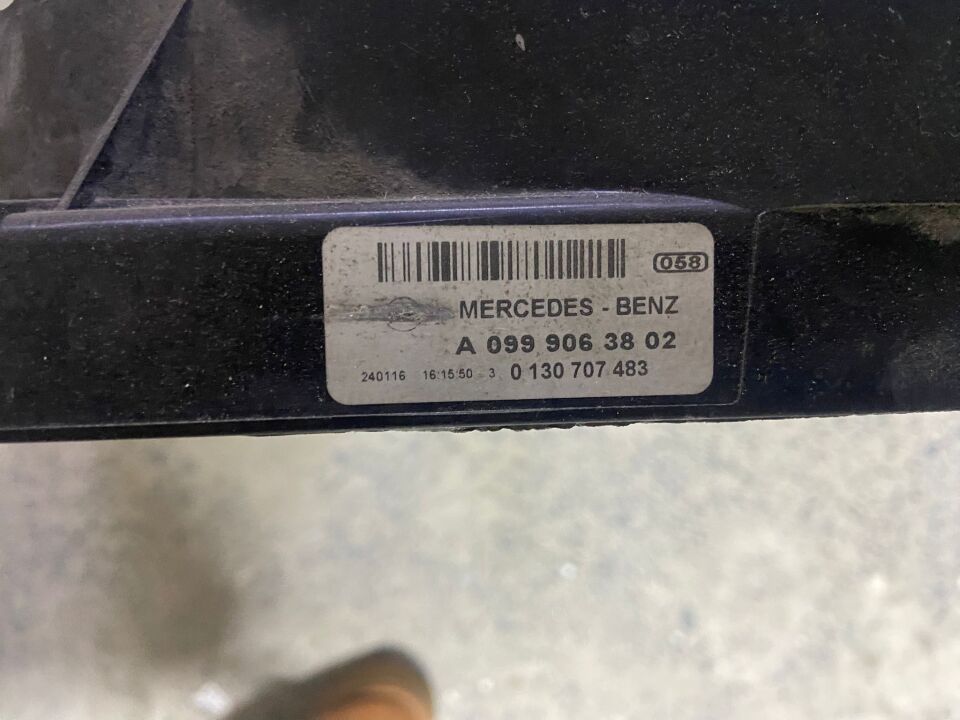 058
MERCEDES - BENZ
A 099 906 38 02
240116 16:15:50 3 0 130 707 483